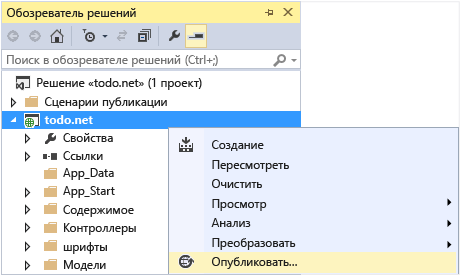 Обозреватель решений
Поиск в обозревателе решений (Ctrl+;)
Решение «todo.net» (1 проект)
Сценарии публикации
todo.net
Свойства
Ссылки
App_Data
App_Start
Содержимое
Контроллеры
шрифты
Модели
Создание
Пересмотреть
Очистить
Просмотр
Анализ
Преобразовать
Опубликовать...